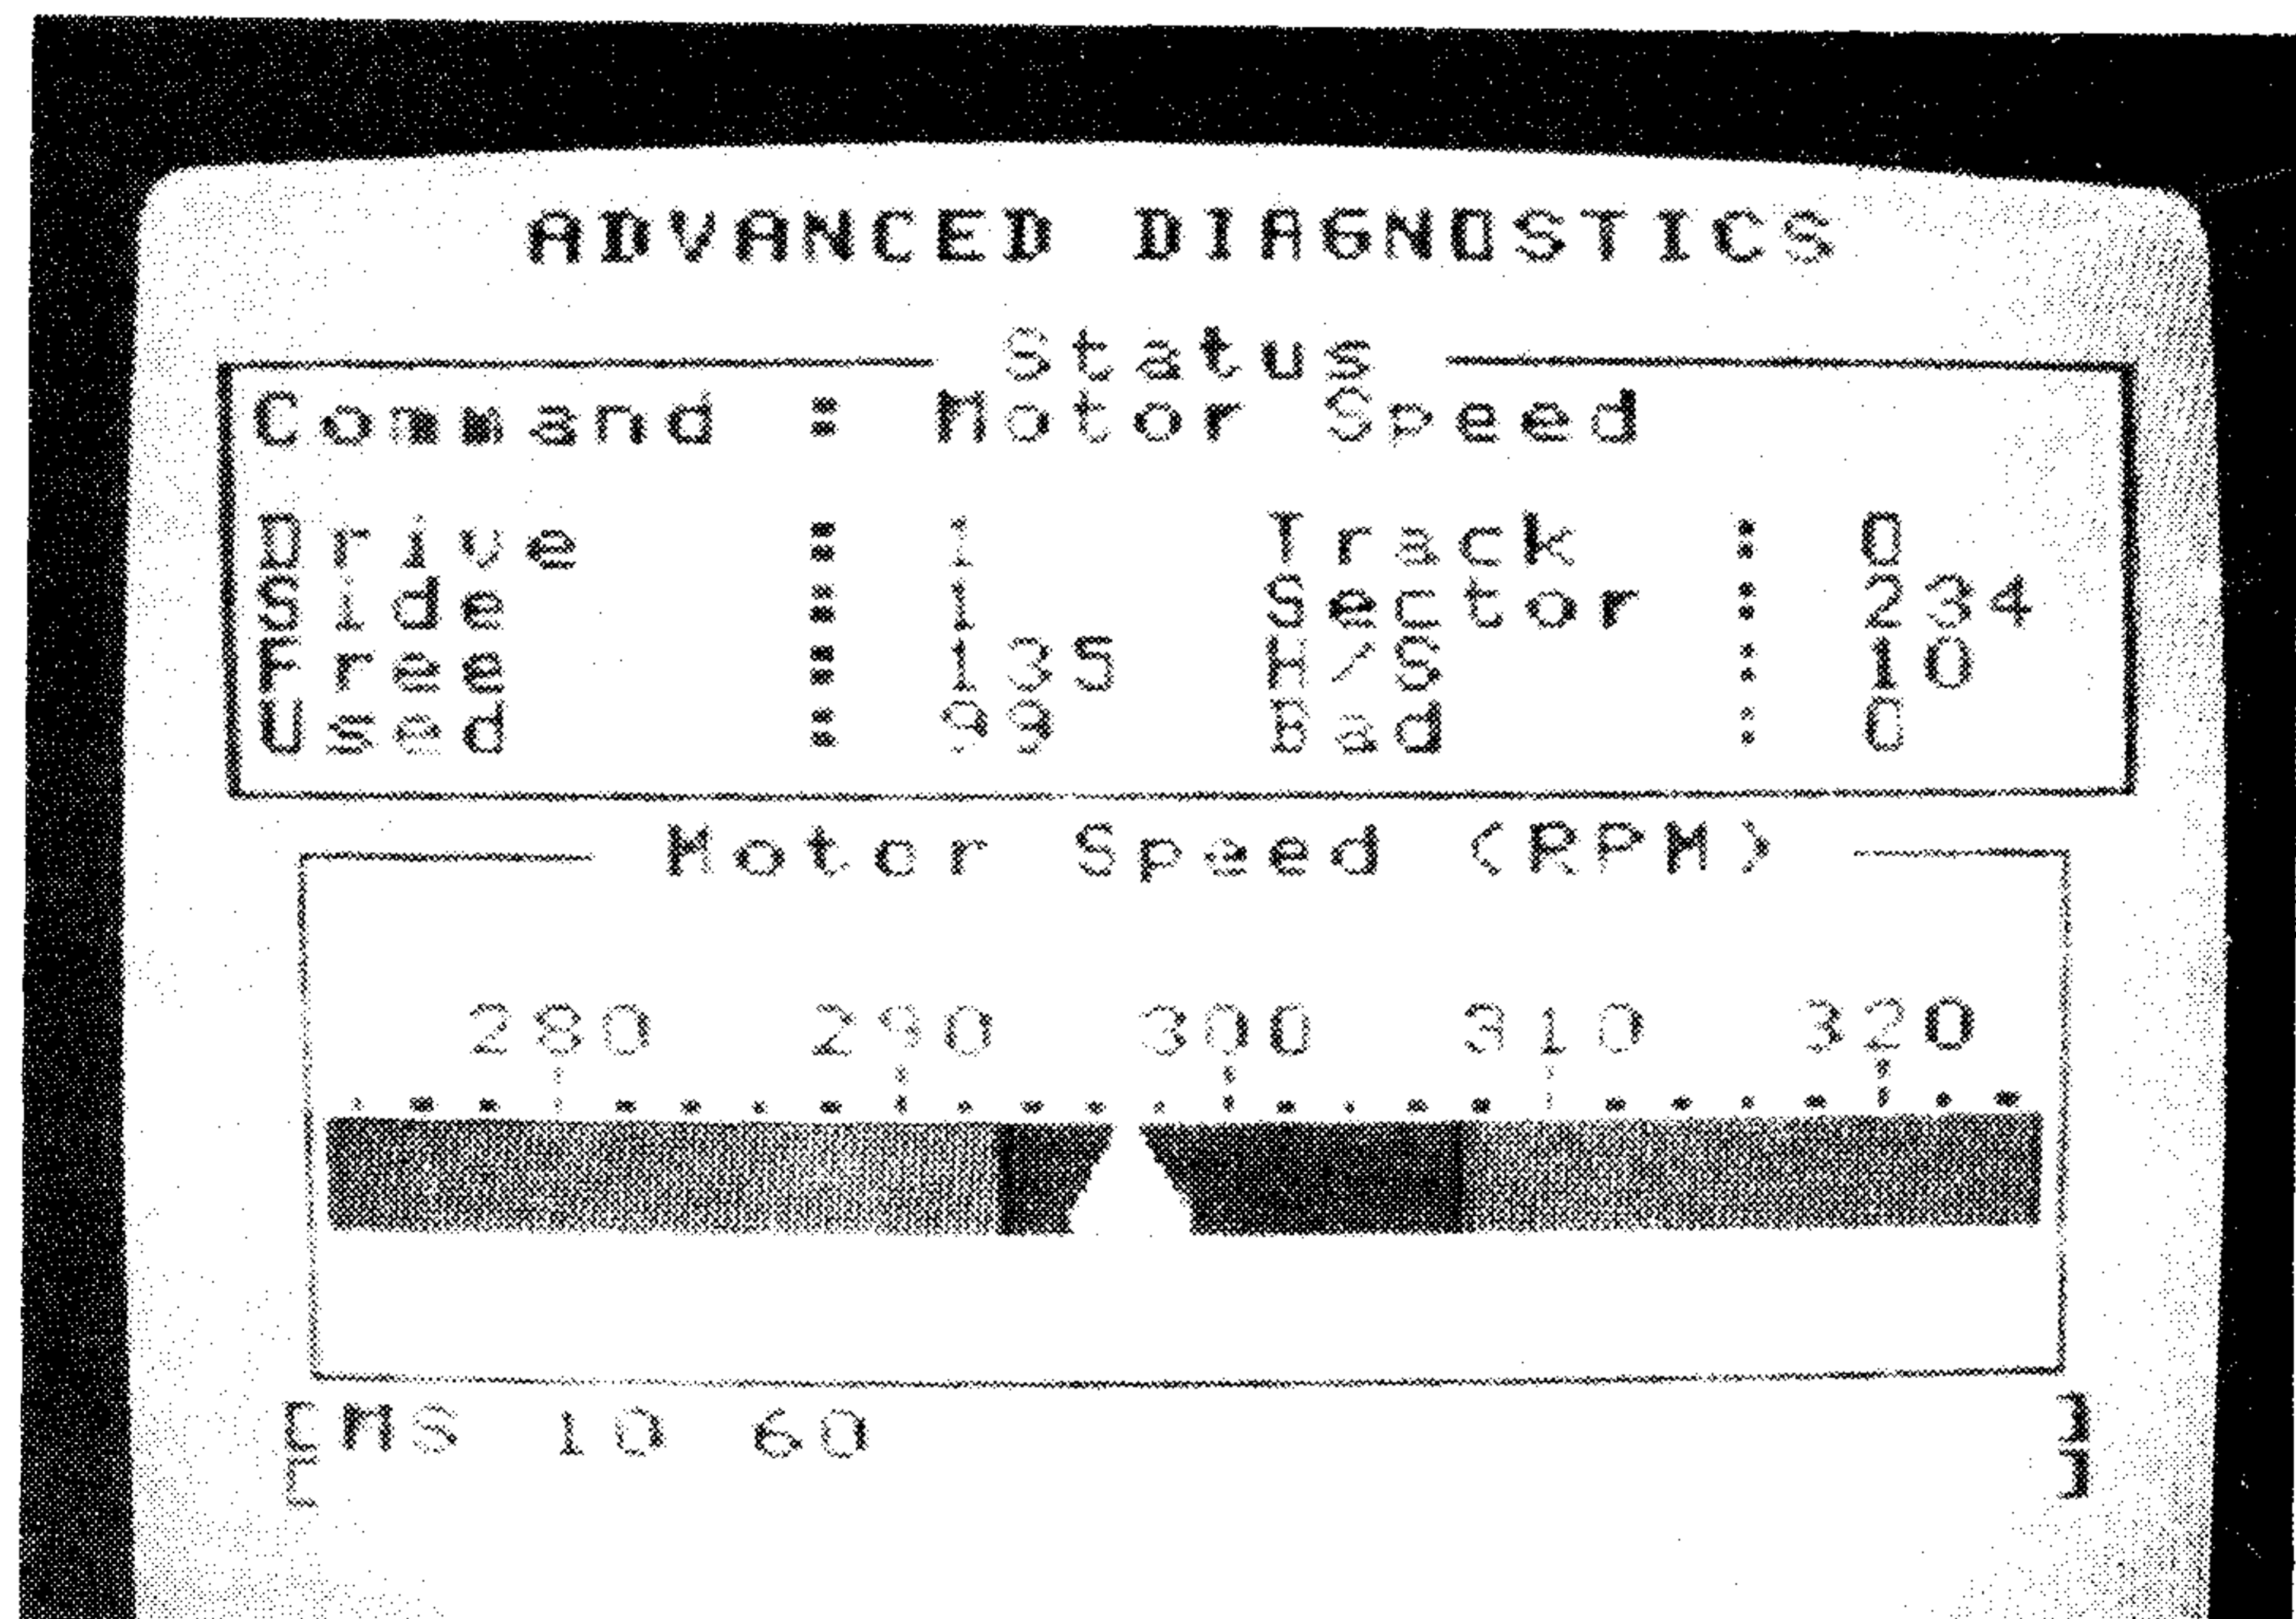 ADVANCED DIAGNOSTICS
Status
Command : Motor Speed
Drive : 1 Track : 0
Side : 1 Sector : 234
Free : 135 H/S : 10
Used : 99 Bad : 0
Motor Speed (RPM)
280 290 300 310 320
[MS 10 60 ]
[ ]